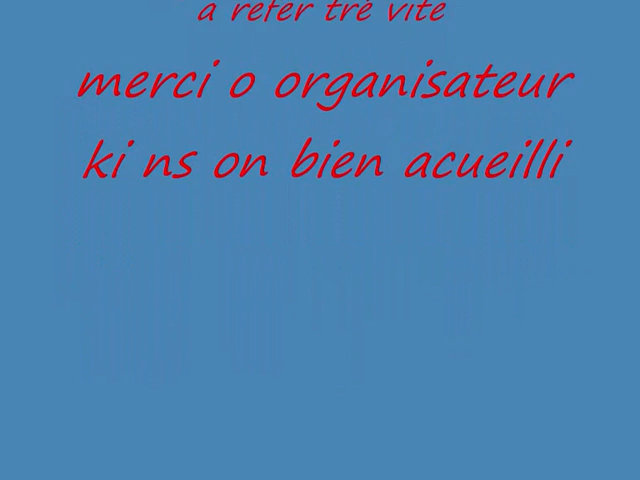 a refer tré vite
merci o organisateur
ki ns on bien acueilli